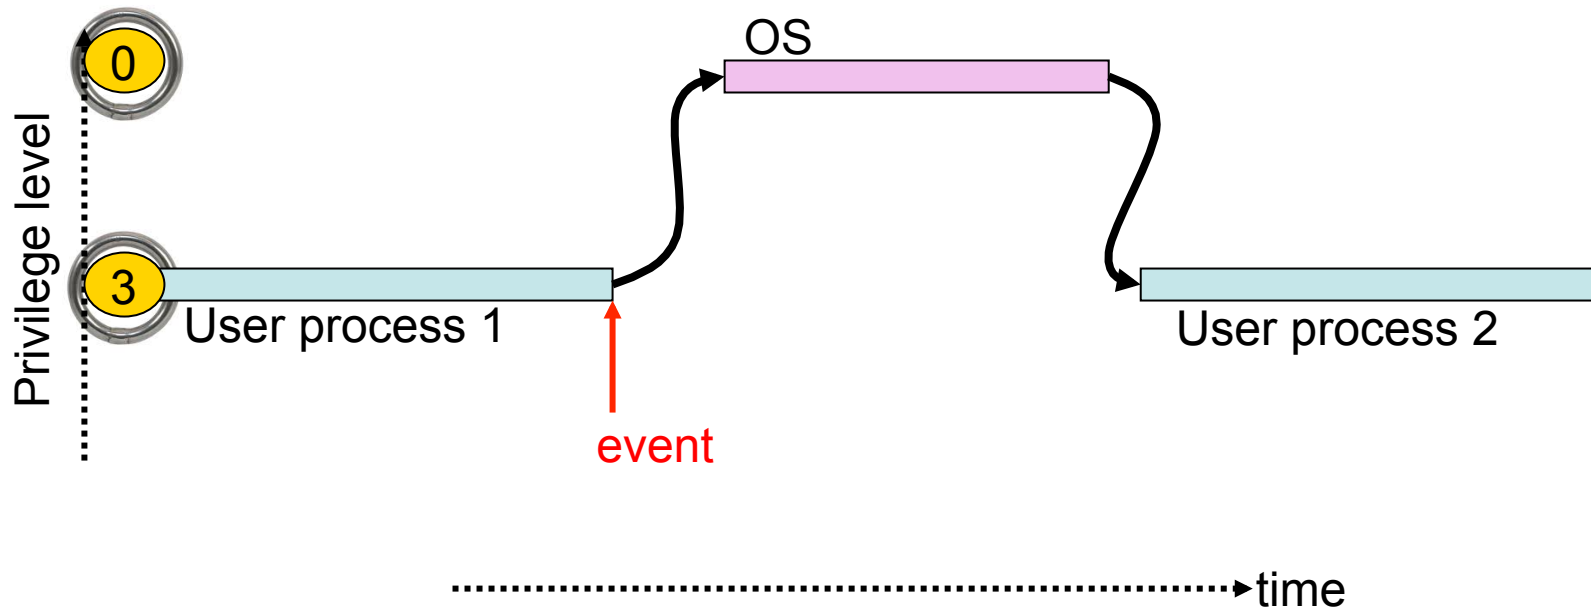 OS
0
Privilege level
3
User process 1
User process 2
event
time